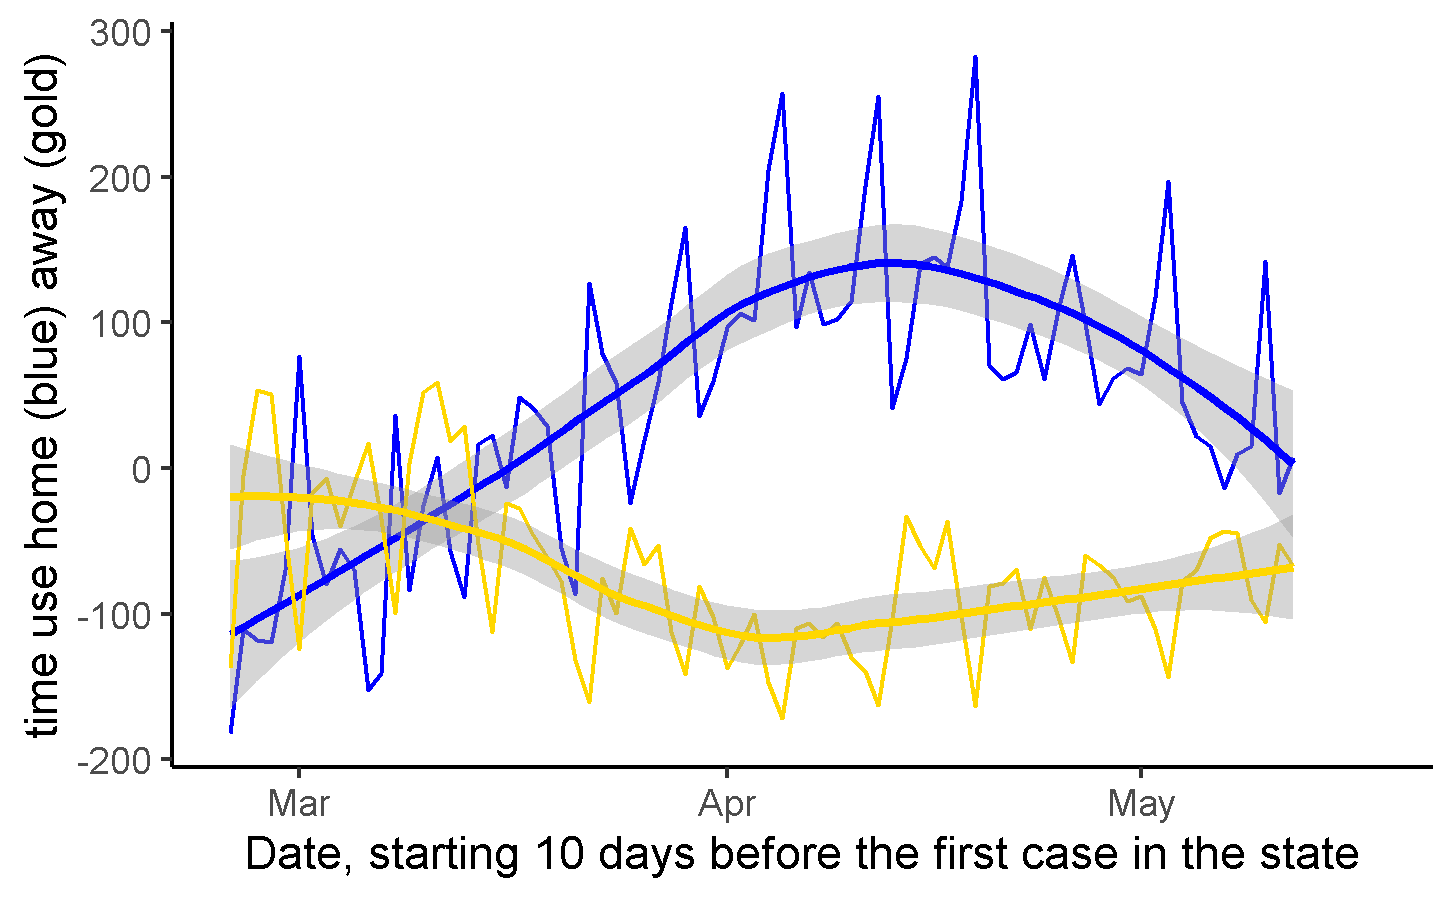 time use home (blue) away (gold)
300
200
100
0
-100
-200
Mar
Apr
May
Date, starting 10 days before the first case in the state